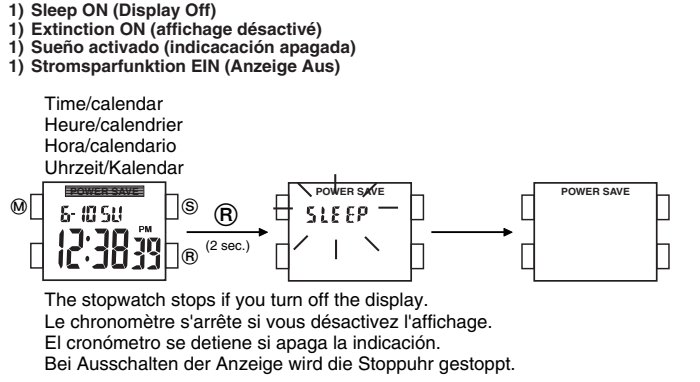 1) Sleep ON (Display Off)
1) Extinction ON (affichage désactivé)
1) Sueño activado (indicacación apagada)
1) Stromsparfunktion EIN (Anzeige Aus)
Time/calendar
Heure/calendrier
Hora/calendario
Uhrzeit/Kalendar
POWER SAVE
M
6-10 SU
S
PM
12:38 39
R
R
(2 sec.)
POWER SAVE
SLEEP
POWER SAVE
The stopwatch stops if you turn off the display.
Le chronomètre s'arrête si vous désactivez l'affichage.
El cronómetro se detiene si apaga la indicación.
Bei Ausschalten der Anzeige wird die Stoppuhr gestoppt.